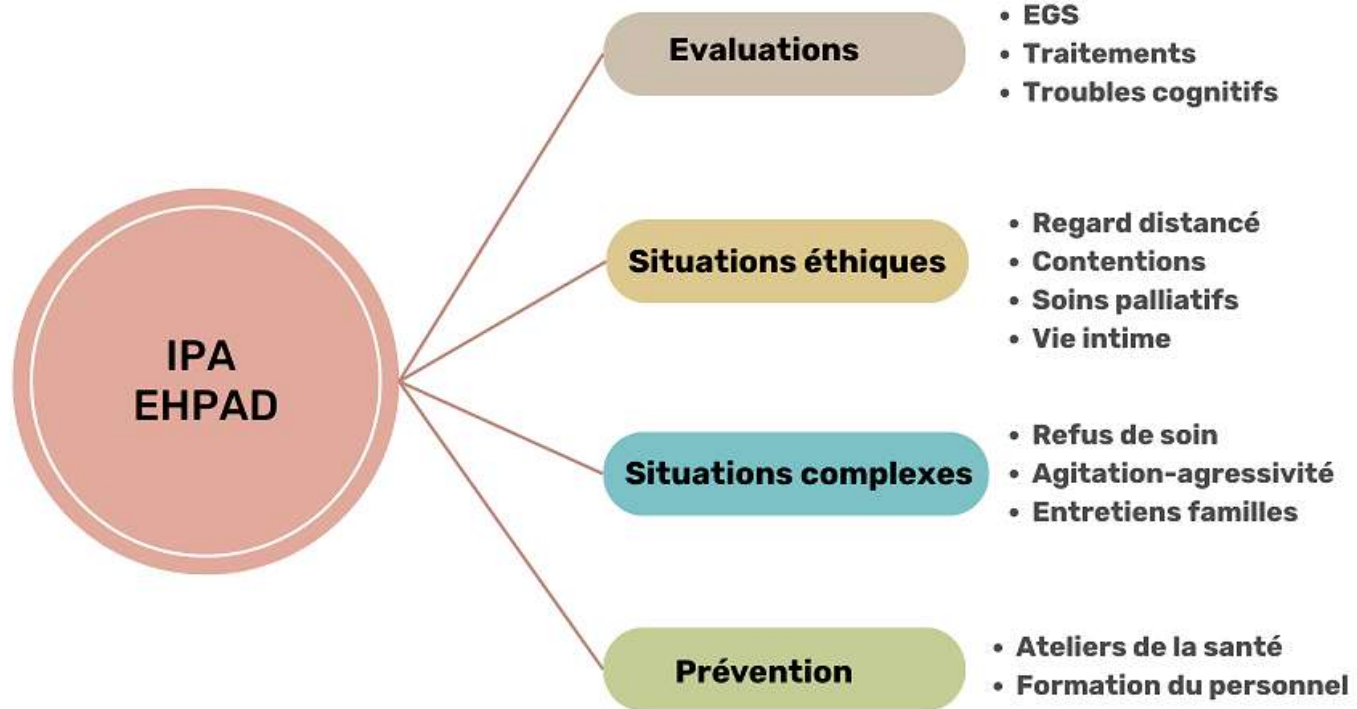 IPA
EHPAD
Evaluations
• EGS
• Traitements
• Troubles cognitifs
Situations éthiques
• Regard distancé
• Contentions
• Soins palliatifs
• Vie intime
Situations complexes
• Refus de soin
• Agitation-agressivité
• Entretiens familles
Prévention
• Ateliers de la santé
• Formation du personnel